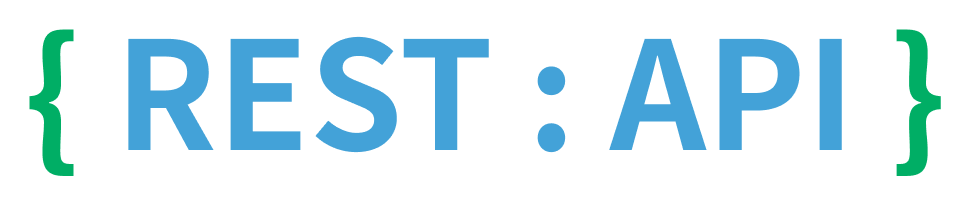 { REST : API }